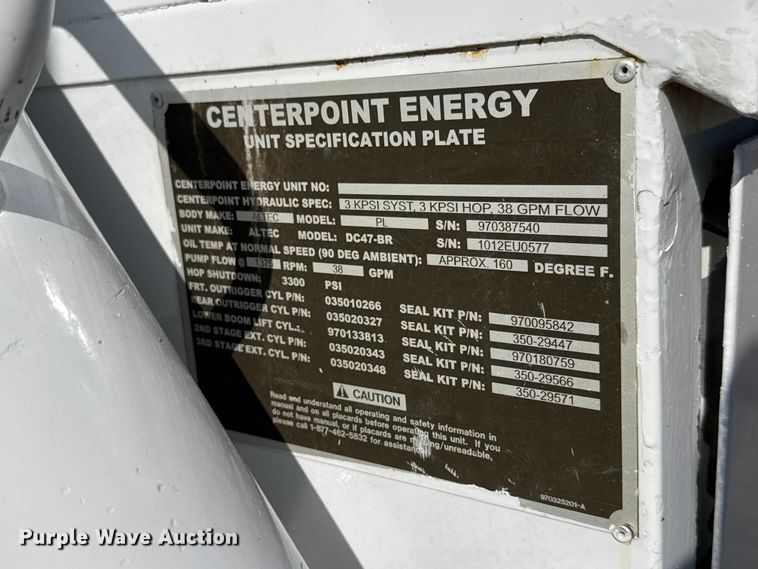 CENTERPOINT ENERGY
UNIT SPECIFICATION PLATE
CENTERPOINT ENERGY UNIT NO:
CENTERPOINT HYDRAULIC SPEC: 3 KPSI SYST, 3 KPSI HOP, 38 GPM FLOW
BODY MAKE: ALTEC MODEL: PL S/N: 970387540
UNIT MAKE: ALTEC MODEL: DC47-BR S/N: 1012EU0577
OIL TEMP AT NORMAL SPEED (90 DEG AMBIENT): APPROX. 160 DEGREE F.
PUMP FLOW @ 1375 RPM: 38 GPM
HOP SHUTDOWN: 3300 PSI
FRT. OUTRIGGER CYL P/N: 035010266 SEAL KIT P/N: 970095842
REAR OUTRIGGER CYL P/N: 035020327 SEAL KIT P/N: 350-29447
LOWER BOOM LIFT CYL.: 970133813 SEAL KIT P/N: 970180759
2ND STAGE EXT. CYL P/N: 035020343 SEAL KIT P/N: 350-29566
3RD STAGE EXT. CYL P/N: 035020348 SEAL KIT P/N: 350-29571
CAUTION
Read and understand all operating and safety information in
manual and on all placards before operating this unit. If you
do not have manual, or if placards are missing/unreadable,
please call 1-877-462-5832 for assistance.
970325201-A
Purple Wave Auction